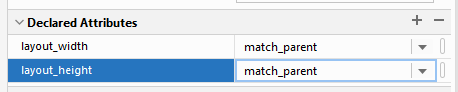 Declared Attributes
layout_width match_parent
layout_height match_parent